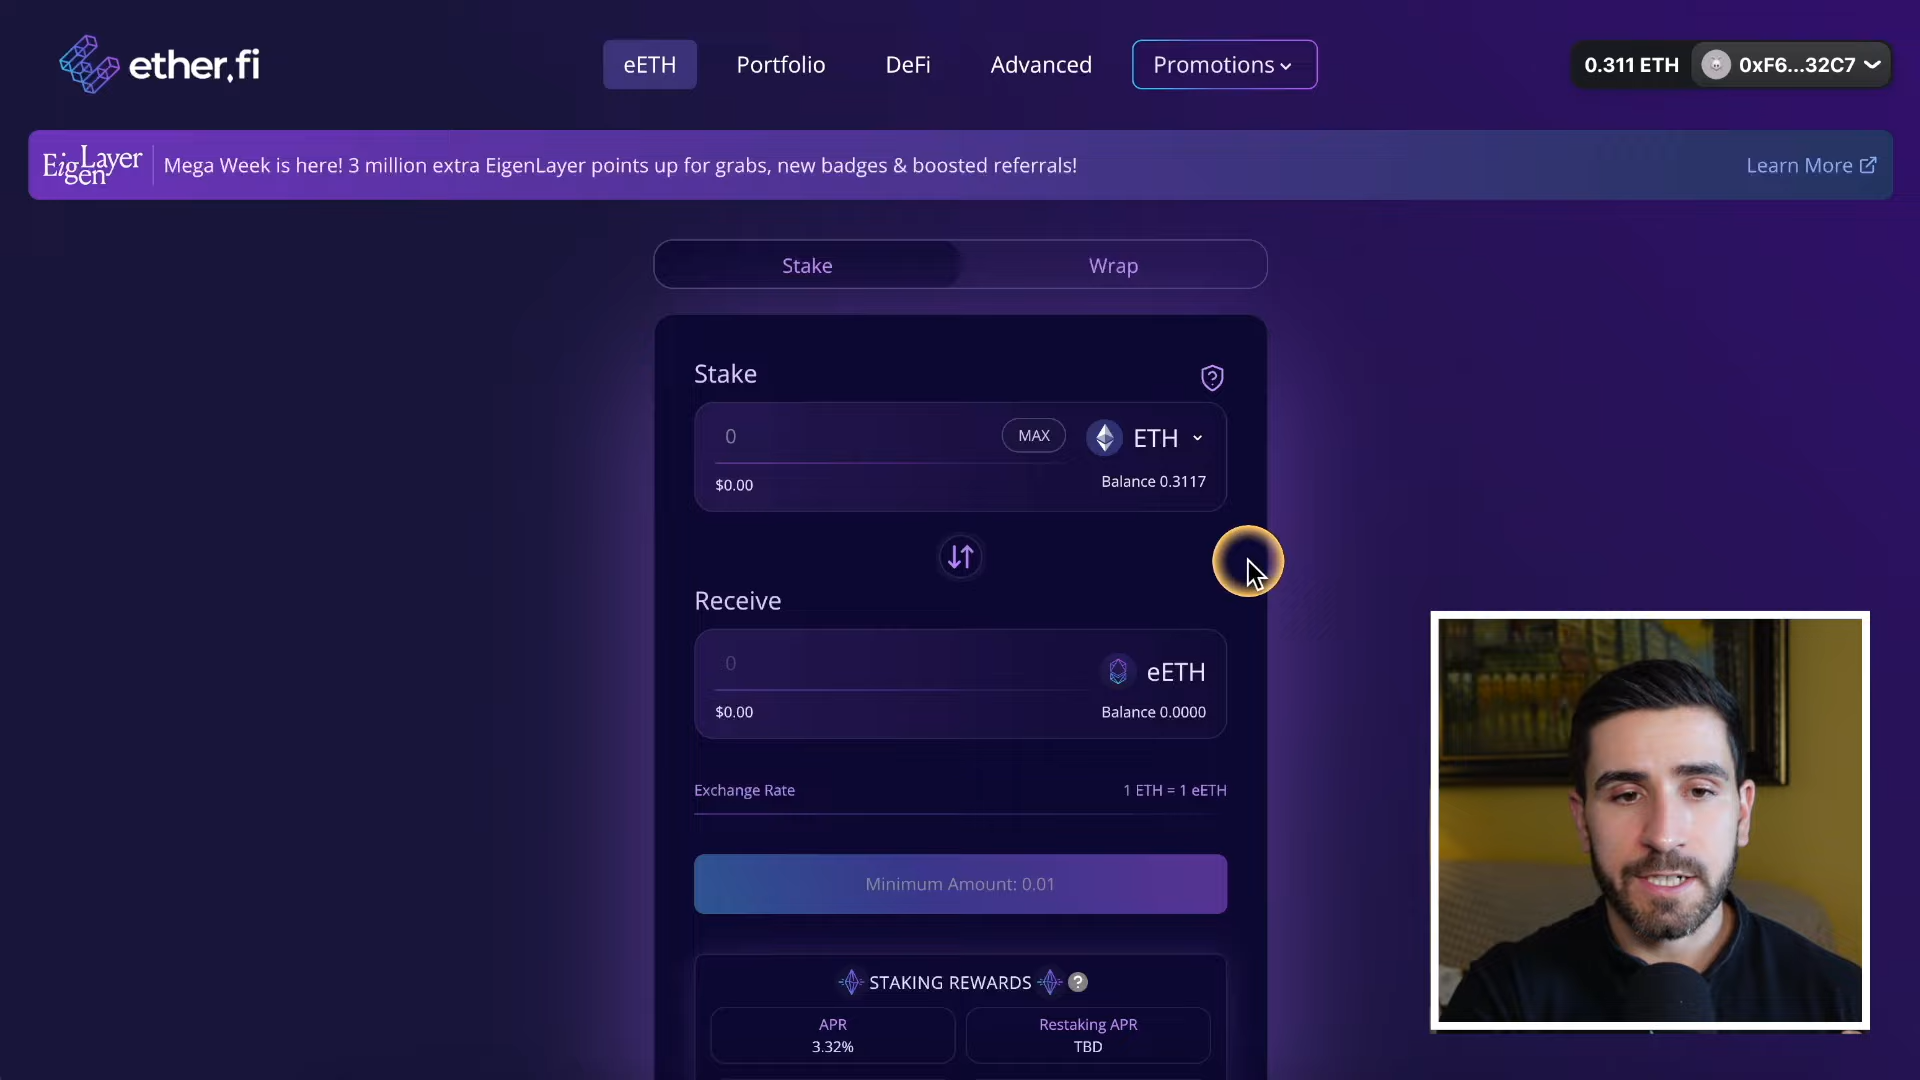 ether.fi
eETH
Portfolio
DeFi
Advanced
Promotions
0.311 ETH
0xF6...32C7
EigenLayer
Mega Week is here! 3 million extra EigenLayer points up for grabs, new badges & boosted referrals!
Learn More
Stake
Wrap
Stake
0
MAX
ETH
$0.00
Balance 0.3117
Receive
0
eETH
$0.00
Balance 0.0000
Exchange Rate
1 ETH = 1 eETH
Minimum Amount: 0.01
STAKING REWARDS
?
APR
3.32%
Restaking APR
TBD